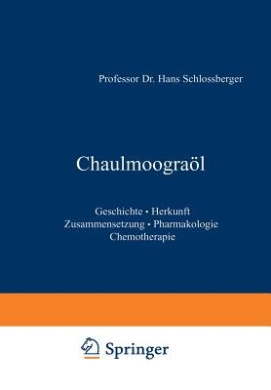 Professor Dr. Hans Schlossberger
Chaulmoograöl
Geschichte • Herkunft
Zusammensetzung • Pharmakologie
Chemotherapie
Springer